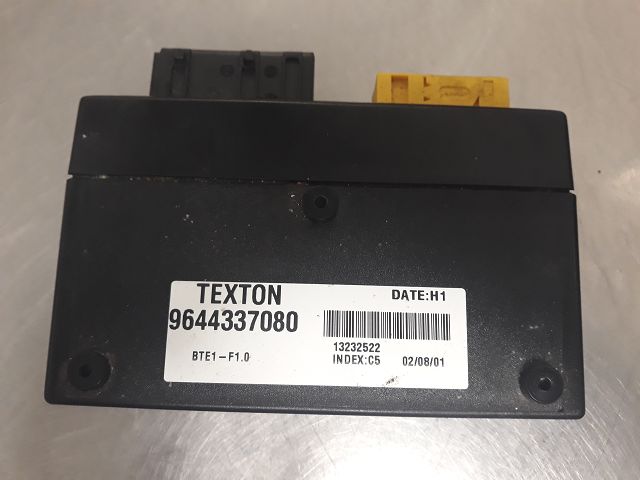 TEXTON DATE:H1
9644337080
13232522
BTE1-F1.0 INDEX:C5 02/08/01